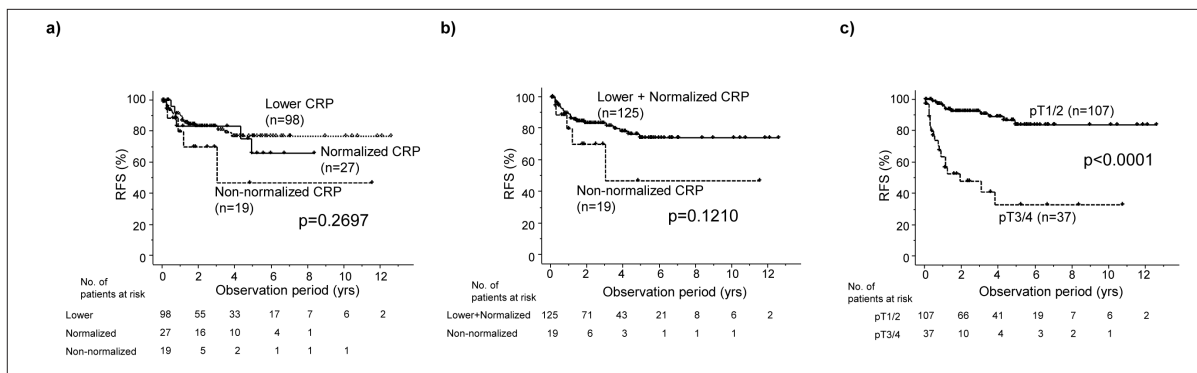 a)
100
80
60
40
20
0
RFS (%)
Lower CRP
(n=98)
Normalized CRP
(n=27)
Non-normalized CRP
(n=19)
p=0.2697
0 2 4 6 8 10 12
Observation period (yrs)
No. of
patients at risk
Lower 98 55 33 17 7 6 2
Normalized 27 16 10 4 1
Non-normalized 19 5 2 1 1 1
b)
100
80
60
40
20
0
RFS (%)
Lower + Normalized CRP
(n=125)
Non-normalized CRP
(n=19)
p=0.1210
0 2 4 6 8 10 12
Observation period (yrs)
No. of
patients at risk
Lower+Normalized 125 71 43 21 8 6 2
Non-normalized 19 6 3 1 1 1
c)
100
80
60
40
20
0
RFS (%)
pT1/2 (n=107)
p<0.0001
pT3/4 (n=37)
0 2 4 6 8 10 12
Observation period (yrs)
No. of
patients at risk
pT1/2 107 66 41 19 7 6 2
pT3/4 37 10 4 3 2 1